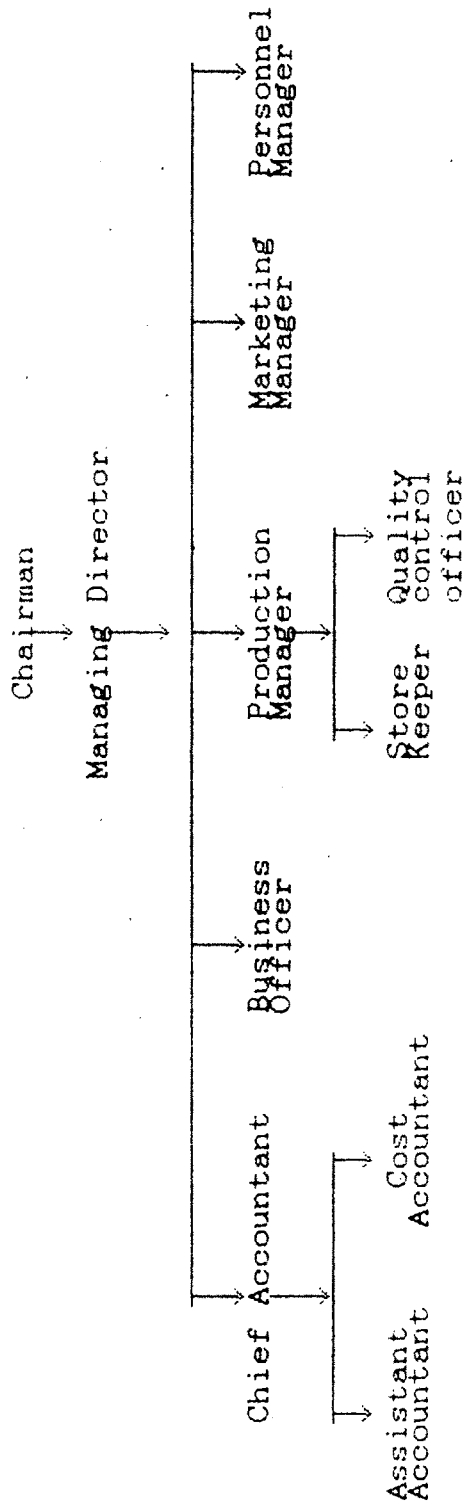 Chairman
Managing Director
Chief Accountant
Business
Officer
Production
Manager
Marketing
Manager
Personnel
Manager
Assistant
Accountant
Cost
Accountant
Store
Keeper
Quality
control
officer